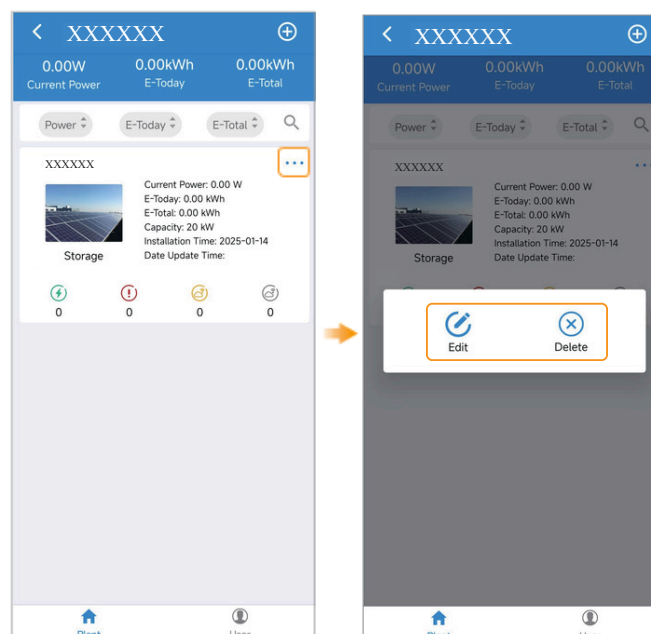 XXXXXX
0.00W 0.00kWh 0.00kWh
Current Power E-Today E-Total
Power E-Today E-Total
XXXXXX
Current Power: 0.00 W
E-Today: 0.00 kWh
E-Total: 0.00 kWh
Capacity: 20 kW
Installation Time: 2025-01-14
Date Update Time:
Storage
0 0 0 0
Plant User
XXXXXX
0.00W 0.00kWh 0.00kWh
Current Power E-Today E-Total
Power E-Today E-Total
XXXXXX
Current Power: 0.00 W
E-Today: 0.00 kWh
E-Total: 0.00 kWh
Capacity: 20 kW
Installation Time: 2025-01-14
Date Update Time:
Storage
Edit Delete
Plant User